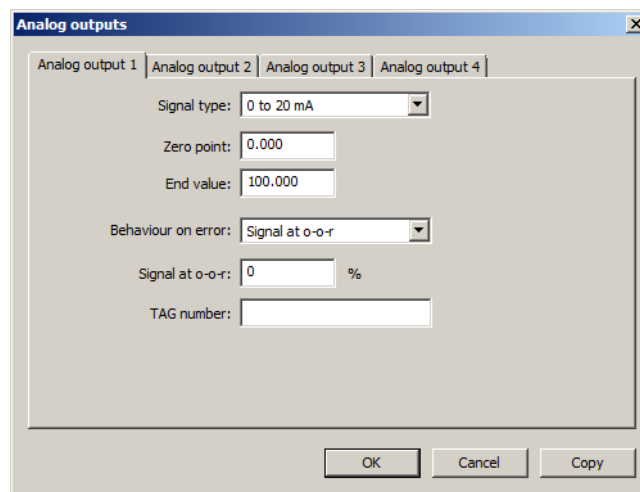 Analog outputs
Analog output 1 Analog output 2 Analog output 3 Analog output 4
Signal type: 0 to 20 mA
Zero point: 0.000
End value: 100.000
Behaviour on error: Signal at o-o-r
Signal at o-o-r: 0 %
TAG number:
OK Cancel Copy